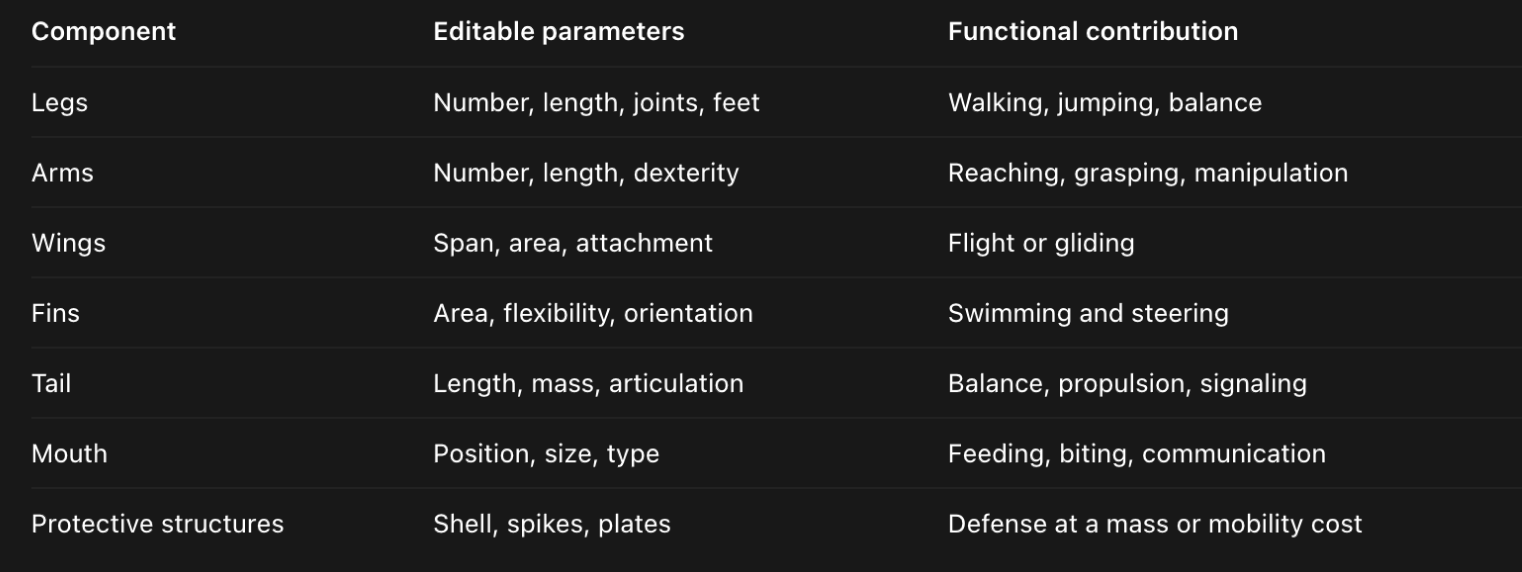 Component Editable parameters Functional contribution
Legs Number, length, joints, feet Walking, jumping, balance
Arms Number, length, dexterity Reaching, grasping, manipulation
Wings Span, area, attachment Flight or gliding
Fins Area, flexibility, orientation Swimming and steering
Tail Length, mass, articulation Balance, propulsion, signaling
Mouth Position, size, type Feeding, biting, communication
Protective structures Shell, spikes, plates Defense at a mass or mobility cost